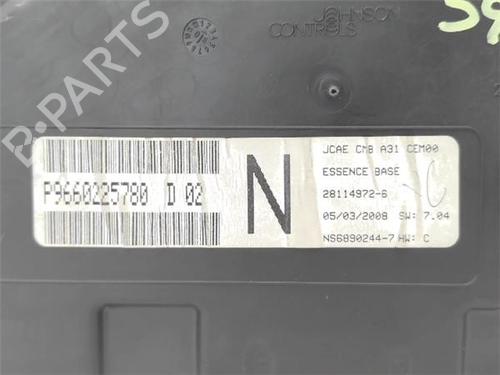 JOHNSON
CONTROLS
B-PARTS
P9660225780 D 02
N
JCAE CMB A31 CEM00
ESSENCE BASE
28114972-6
05/03/2008 SW: 7.04
NS6890244-7 HW: C